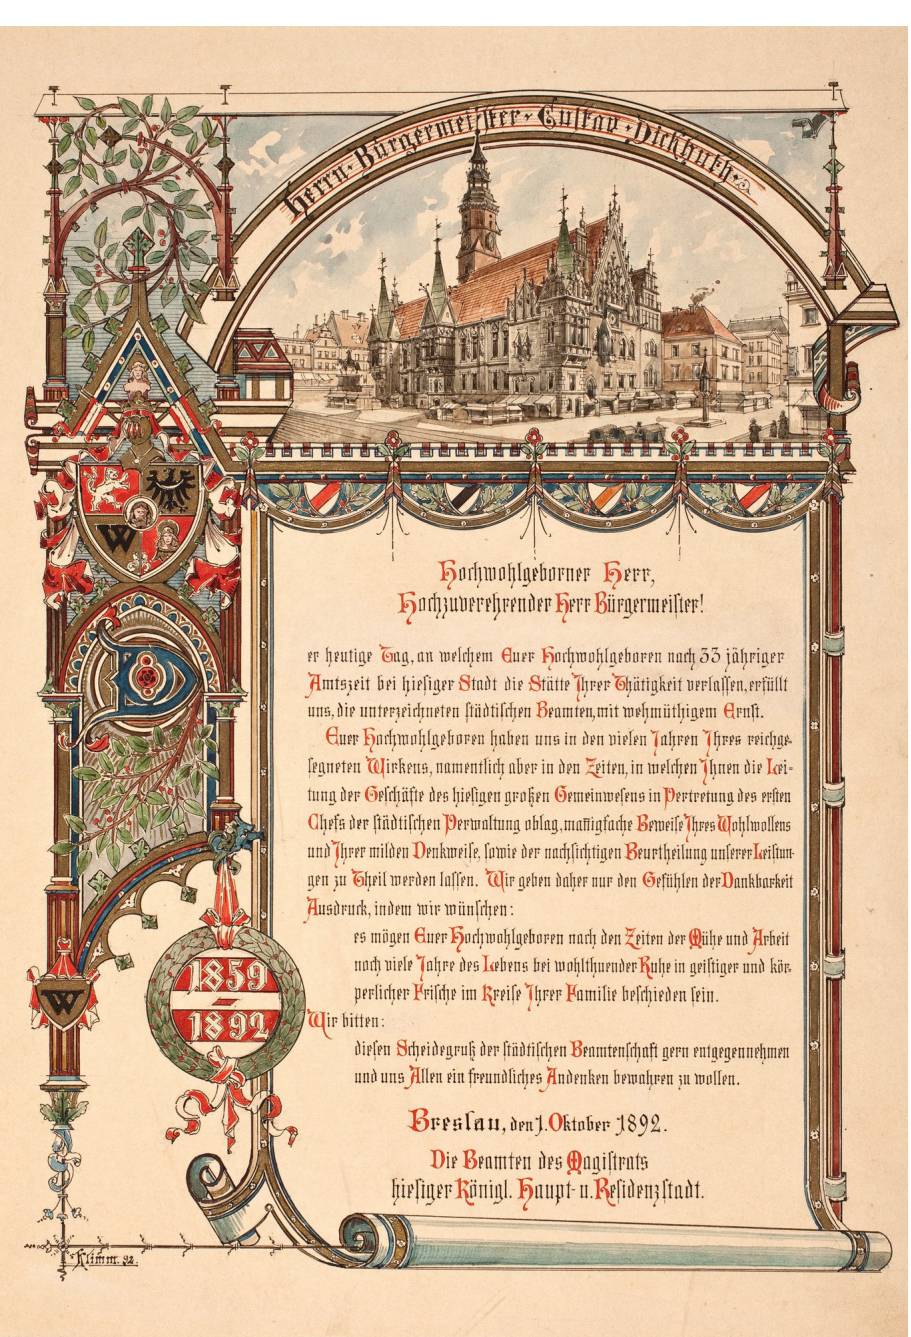 Herrn Bürgermeister Gustav Dickhuth
Hochwohlgeborner Herr,
Hochzuverehrender Herr Bürgermeister!
W
Der heutige Tag, an welchem Euer Hochwohlgeboren nach 33 jähriger
Amtszeit bei hiesiger Stadt die Stätte Ihrer Thätigkeit verlassen, erfüllt
uns, die unterzeichneten städtischen Beamten, mit wehmüthigem Ernst.
Euer Hochwohlgeboren haben uns in den vielen Jahren Ihres reichge-
segneten Wirkens, namentlich aber in den Zeiten, in welchen Ihnen die Lei-
tung der Geschäfte des hiesigen großen Gemeinwesens in Vertretung des ersten
Chefs der städtischen Verwaltung oblag, mañigfache Beweise Ihres Wohlwollens
und Ihrer milden Denkweise, sowie der nachsichtigen Beurtheilung unserer Leistun-
gen zu Theil werden lassen. Wir geben daher nur den Gefühlen der Dankbarkeit
Ausdruck, indem wir wünschen:
es mögen Euer Hochwohlgeboren nach den Zeiten der Mühe und Arbeit
noch viele Jahre des Lebens bei wohlthuender Ruhe in geistiger und kör-
perlicher Frische im Kreise Ihrer Familie beschieden sein.
Wir bitten:
diesen Scheidegruß der städtischen Beamtenschaft gern entgegennehmen
und uns Allen ein freundliches Andenken bewahren zu wollen.
Breslau, den 1. Oktober 1892.
Die Beamten des Magistrats
hiesiger Königl. Haupt- u. Residenzstadt.
1859
1892
W
Klimm. 92.